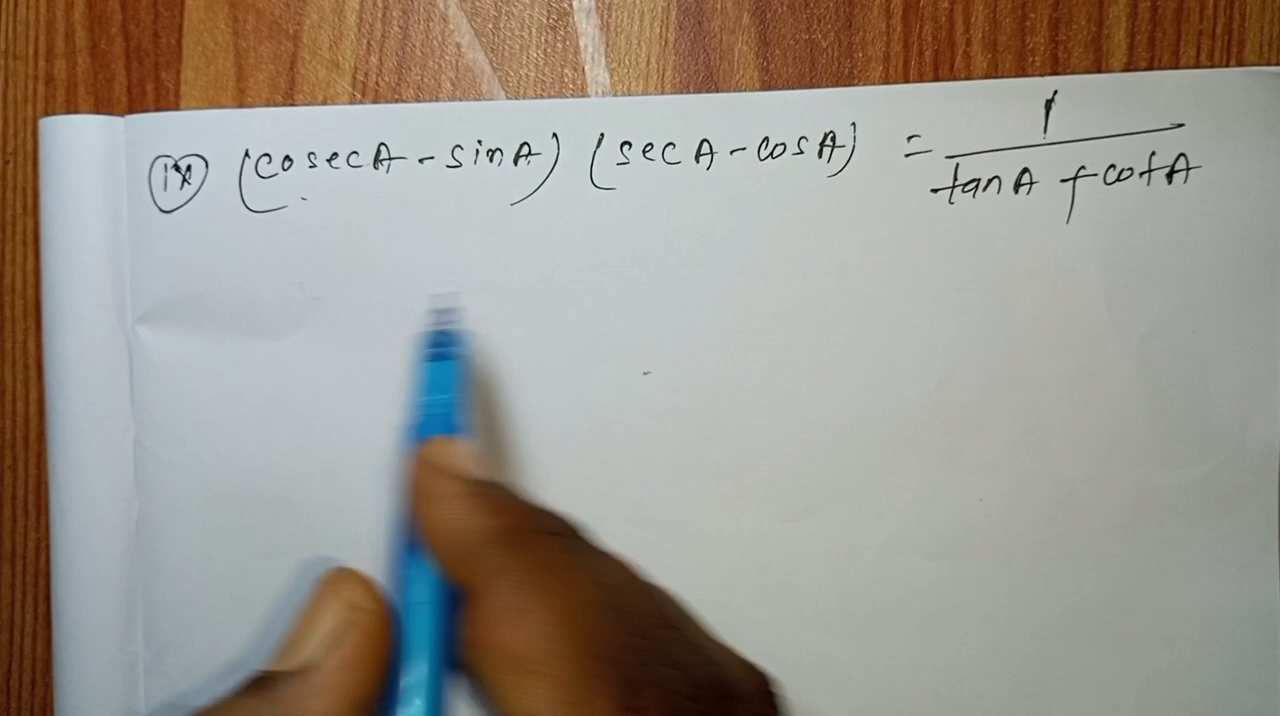 (ix) (cosecA - sinA) (secA - cosA) = 1/(tanA + cotA)